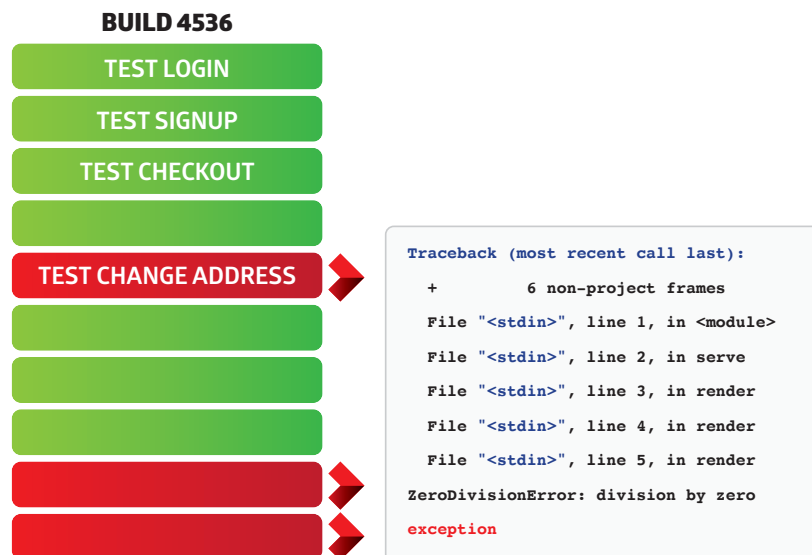 BUILD 4536
TEST LOGIN
TEST SIGNUP
TEST CHECKOUT
TEST CHANGE ADDRESS
Traceback (most recent call last):
+ 6 non-project frames
File "<stdin>", line 1, in <module>
File "<stdin>", line 2, in serve
File "<stdin>", line 3, in render
File "<stdin>", line 4, in render
File "<stdin>", line 5, in render
ZeroDivisionError: division by zero
exception